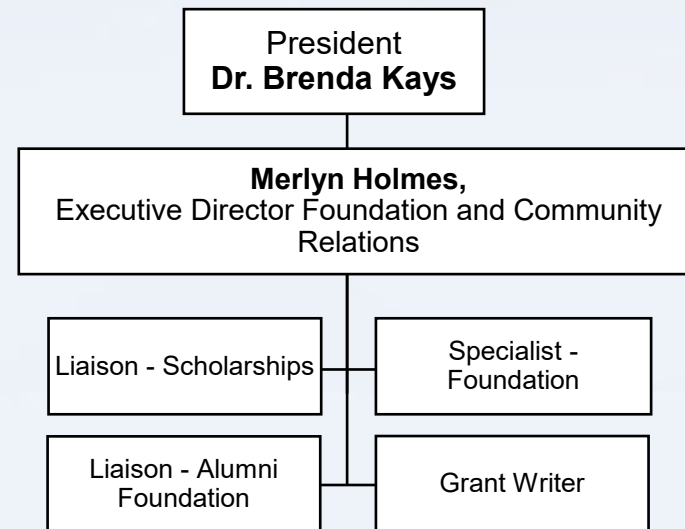 President
Dr. Brenda Kays
Merlyn Holmes,
Executive Director Foundation and Community
Relations
Liaison - Scholarships
Specialist -
Foundation
Liaison - Alumni
Foundation
Grant Writer